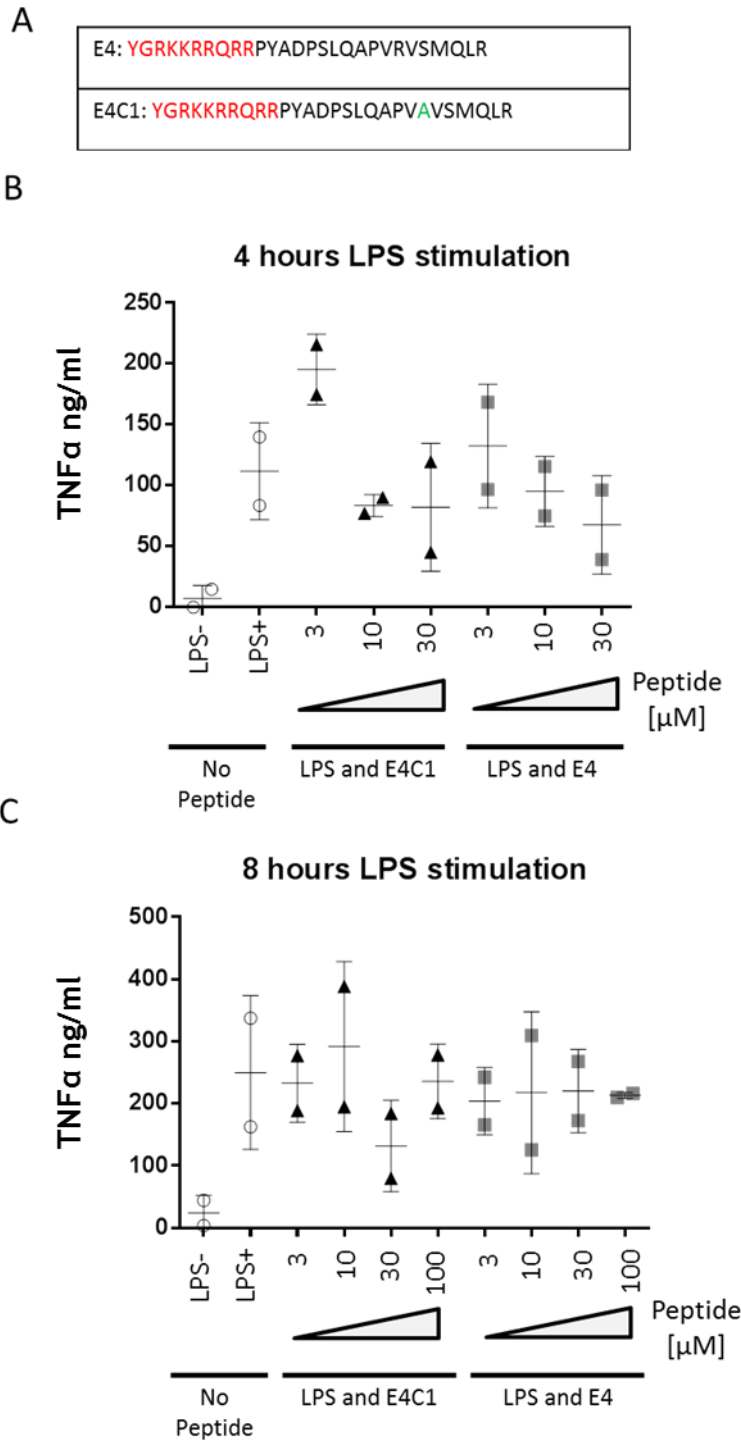 A
E4: YGRKKRRQRRPYADPSLQAPVRVSMQLR
E4C1: YGRKKRRQRRPYADPSLQAPVAVSMQLR
B
4 hours LPS stimulation
TNFα ng/ml
250
200
150
100
50
0
LPS-
LPS+
3
10
30
3
10
30
Peptide
[µM]
No
Peptide
LPS and E4C1
LPS and E4
C
8 hours LPS stimulation
TNFα ng/ml
500
400
300
200
100
0
LPS-
LPS+
3
10
30
100
3
10
30
100
Peptide
[µM]
No
Peptide
LPS and E4C1
LPS and E4